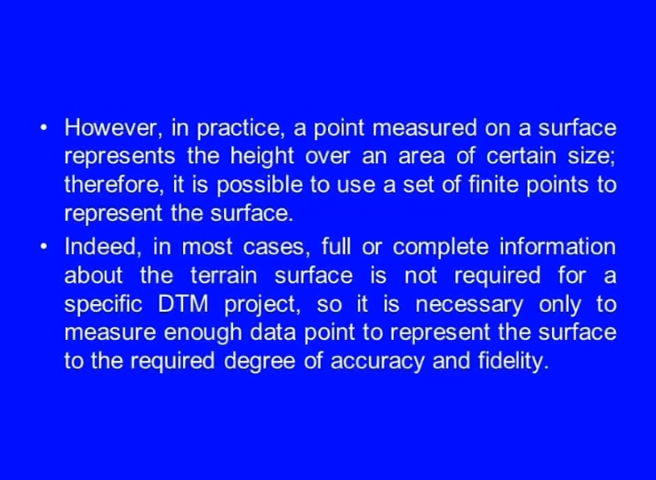 • However, in practice, a point measured on a surface
represents the height over an area of certain size;
therefore, it is possible to use a set of finite points to
represent the surface.
• Indeed, in most cases, full or complete information
about the terrain surface is not required for a
specific DTM project, so it is necessary only to
measure enough data point to represent the surface
to the required degree of accuracy and fidelity.